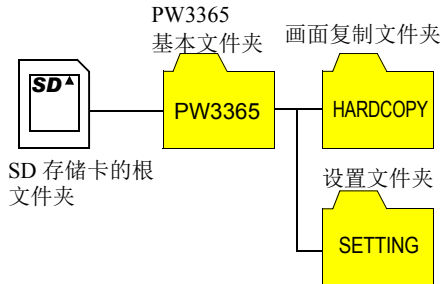 PW3365
基本文件夹
画面复制文件夹
SD
PW3365
HARDCOPY
SD 存储卡的根
文件夹
设置文件夹
SETTING